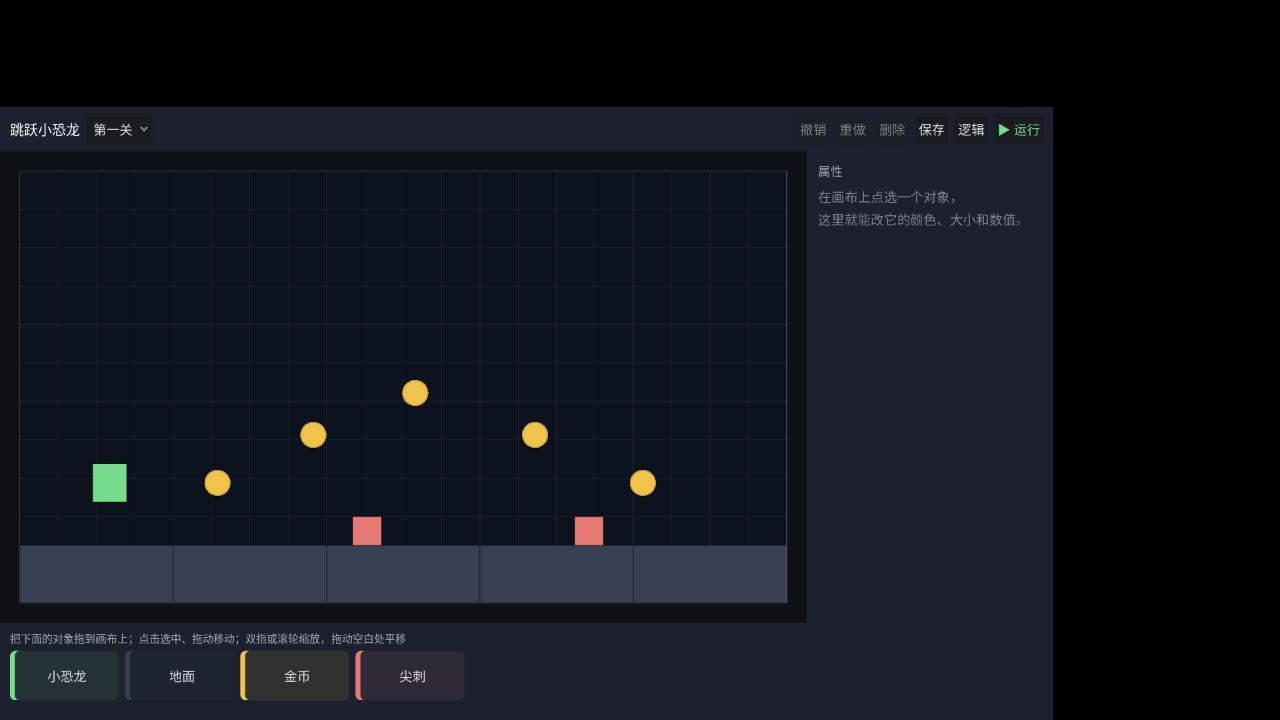 跳跃小恐龙 第一关 撤销 重做 删除 保存 逻辑 ▶ 运行
属性
在画布上点选一个对象，
这里就能改它的颜色、大小和数值。
把下面的对象拖到画布上；点击选中、拖动移动；双指或滚轮缩放，拖动空白处平移
小恐龙 地面 金币 尖刺